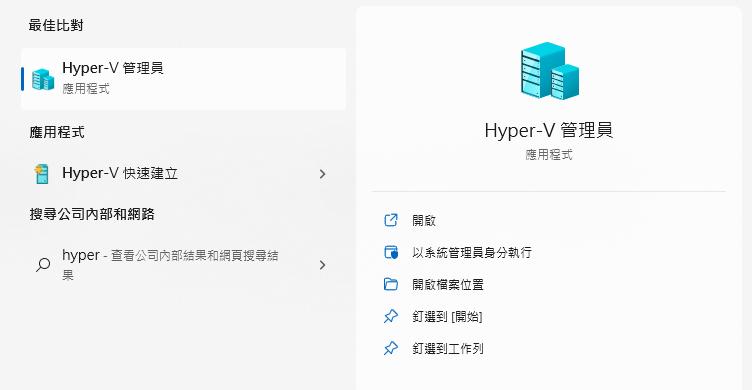 最佳比對
Hyper-V 管理員
應用程式
應用程式
Hyper-V 快速建立
搜尋公司內部和網路
hyper - 查看公司內部結果和網頁搜尋結
果
Hyper-V 管理員
應用程式
開啟
以系統管理員身分執行
開啟檔案位置
釘選到 [開始]
釘選到工作列